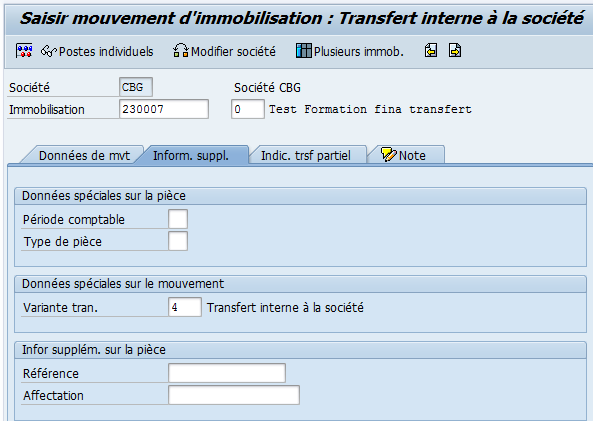 Saisir mouvement d'immobilisation : Transfert interne à la société
Postes individuels Modifier société Plusieurs immob.
Société CBG Société CBG
Immobilisation 230007 0 Test Formation fina transfert
Données de mvt Inform. suppl. Indic. trsf partiel Note
Données spéciales sur la pièce
Période comptable
Type de pièce
Données spéciales sur le mouvement
Variante tran. 4 Transfert interne à la société
Infor supplém. sur la pièce
Référence
Affectation